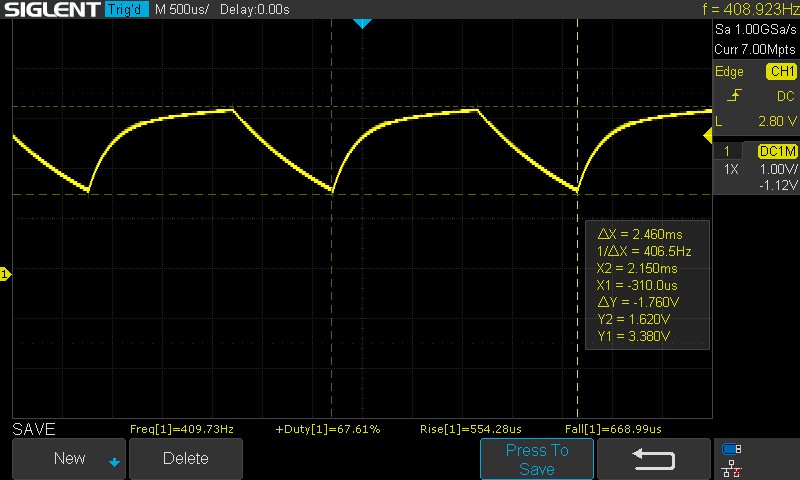 SIGLENT Trig'd M 500us/ Delay:0.00s f = 408.923Hz
Sa 1.00GSa/s
Curr 7.00Mpts
Edge CH1
DC
L 2.80 V
1 DC1M
1X 1.00V/
-1.12V
1
ΔX = 2.460ms
1/ΔX = 406.5Hz
X2 = 2.150ms
X1 = -310.0us
ΔY = -1.760V
Y2 = 1.620V
Y1 = 3.380V
SAVE Freq[1]=409.73Hz +Duty[1]=67.61% Rise[1]=554.28us Fall[1]=668.99us
New Delete Press To
Save